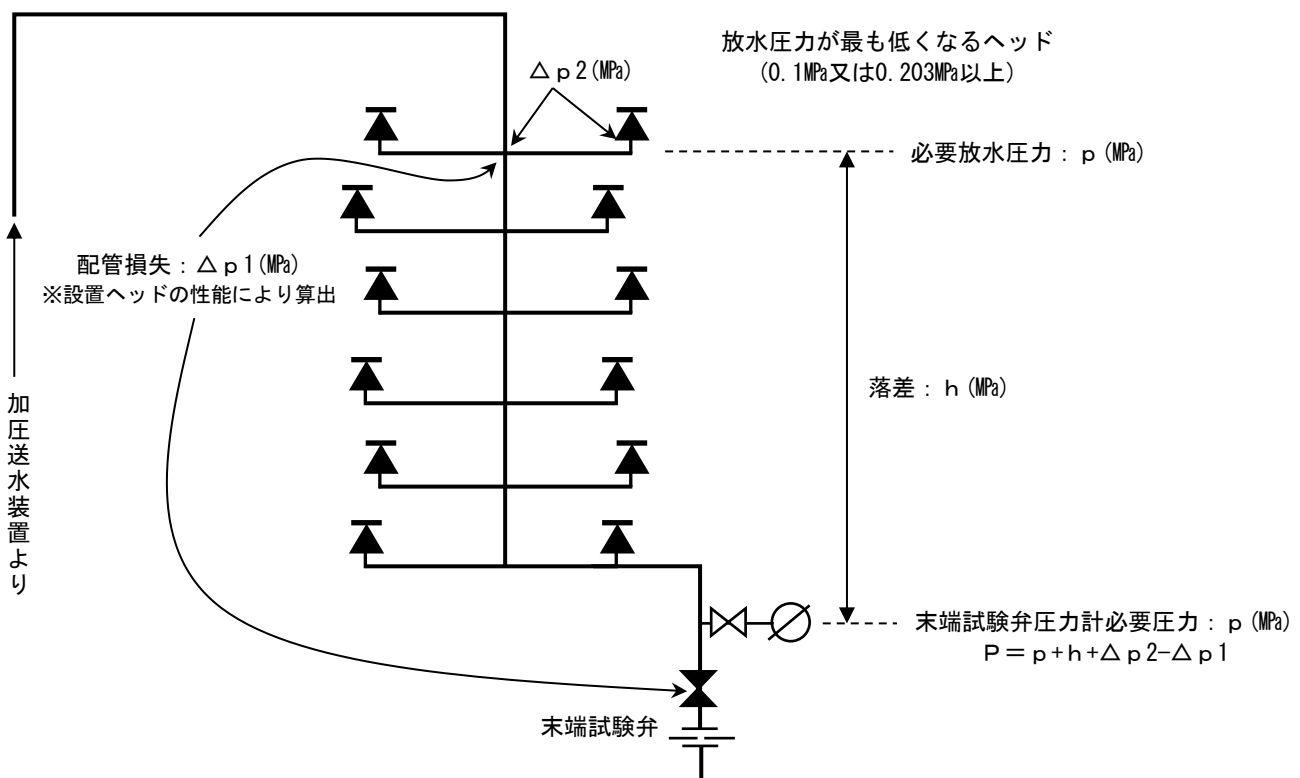 放水圧力が最も低くなるヘッド
(0.1㎫又は0.203㎫以上)
△ｐ2(㎫)
必要放水圧力：ｐ(㎫)
配管損失：△ｐ1(㎫)
※設置ヘッドの性能により算出
落差：ｈ(㎫)
加圧送水装置より
末端試験弁圧力計必要圧力：ｐ(㎫)
Ｐ＝ｐ+ｈ+△ｐ2−△ｐ1
末端試験弁